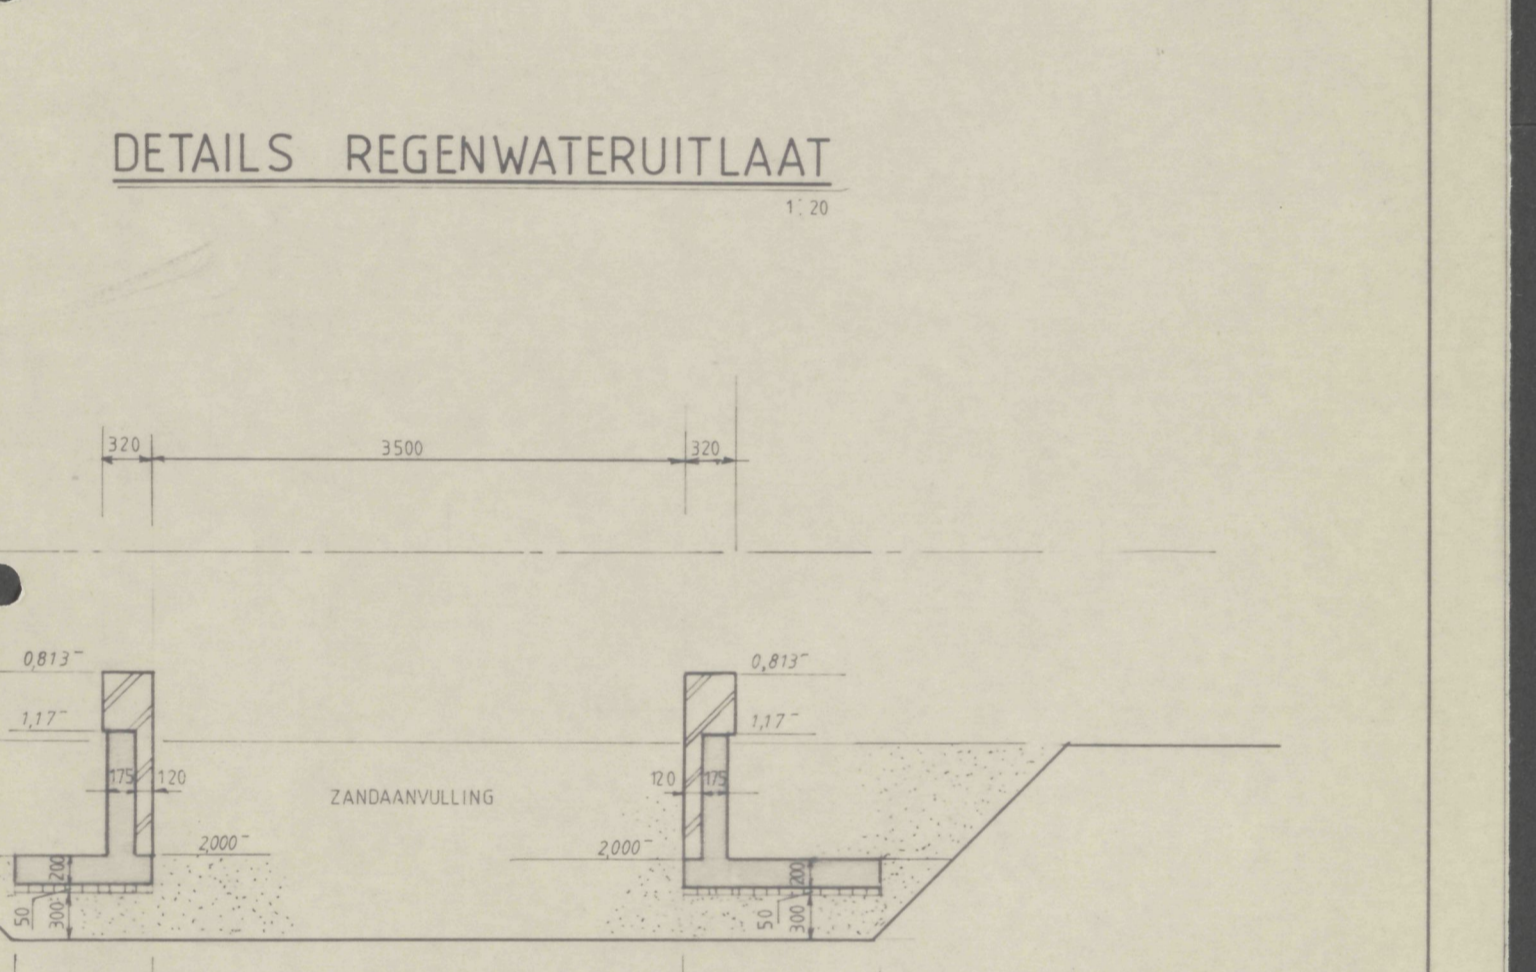 DETAILS REGENWATERUITLAAT
1:20
320 3500 320
0,813⁻ 0,813⁻
1,17⁻ 1,17⁻
175 120 120 175
ZANDAANVULLING
2,000⁻ 2,000⁻
200 200
50 300 50 300